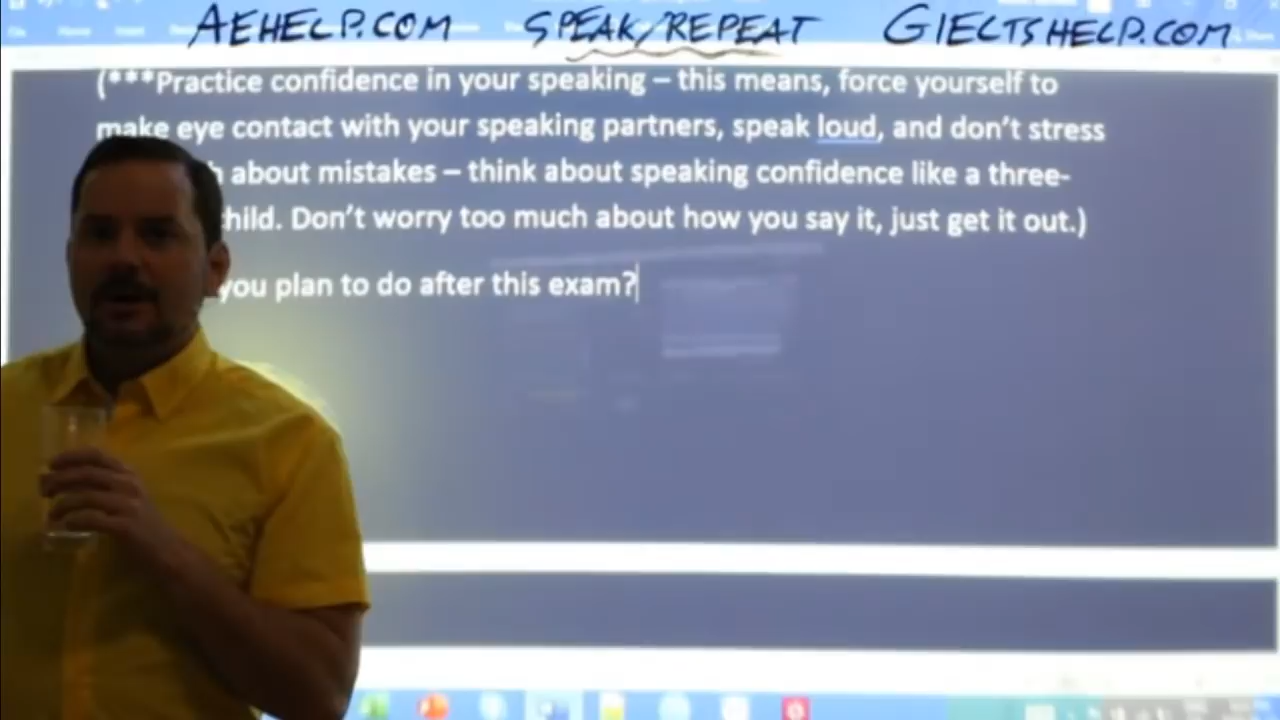 AEHELP.COM SPEAK/REPEAT GIELTSHELP.COM
(***Practice confidence in your speaking – this means, force yourself to
make eye contact with your speaking partners, speak loud, and don't stress
about mistakes – think about speaking confidence like a three-
child. Don't worry too much about how you say it, just get it out.)
you plan to do after this exam?